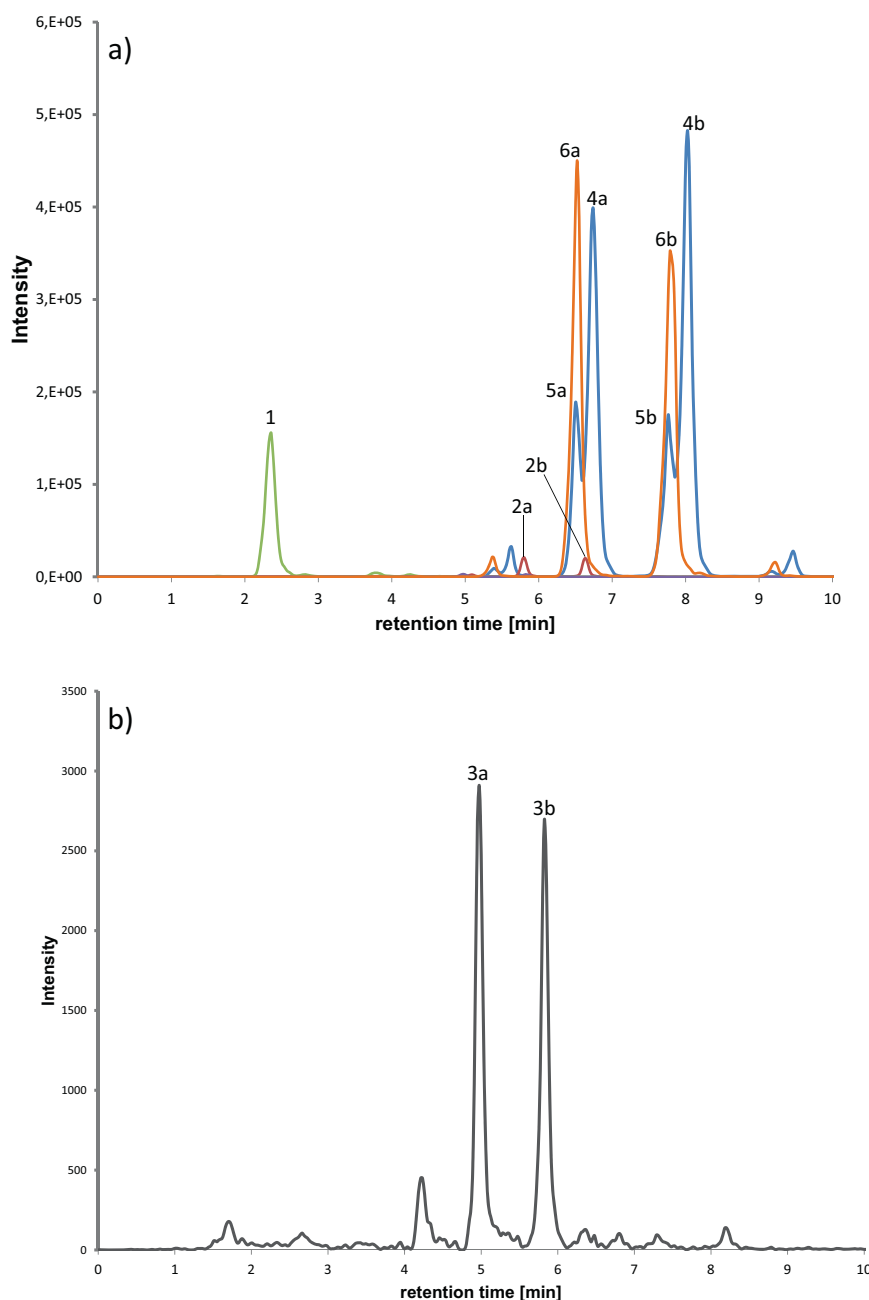 a)
6,E+05
5,E+05
4,E+05
3,E+05
2,E+05
1,E+05
0,E+00
Intensity
1
2a
2b
5a
6a
4a
5b
6b
4b
0 1 2 3 4 5 6 7 8 9 10
retention time [min]
b)
3500
3000
2500
2000
1500
1000
500
0
Intensity
3a
3b
0 1 2 3 4 5 6 7 8 9 10
retention time [min]